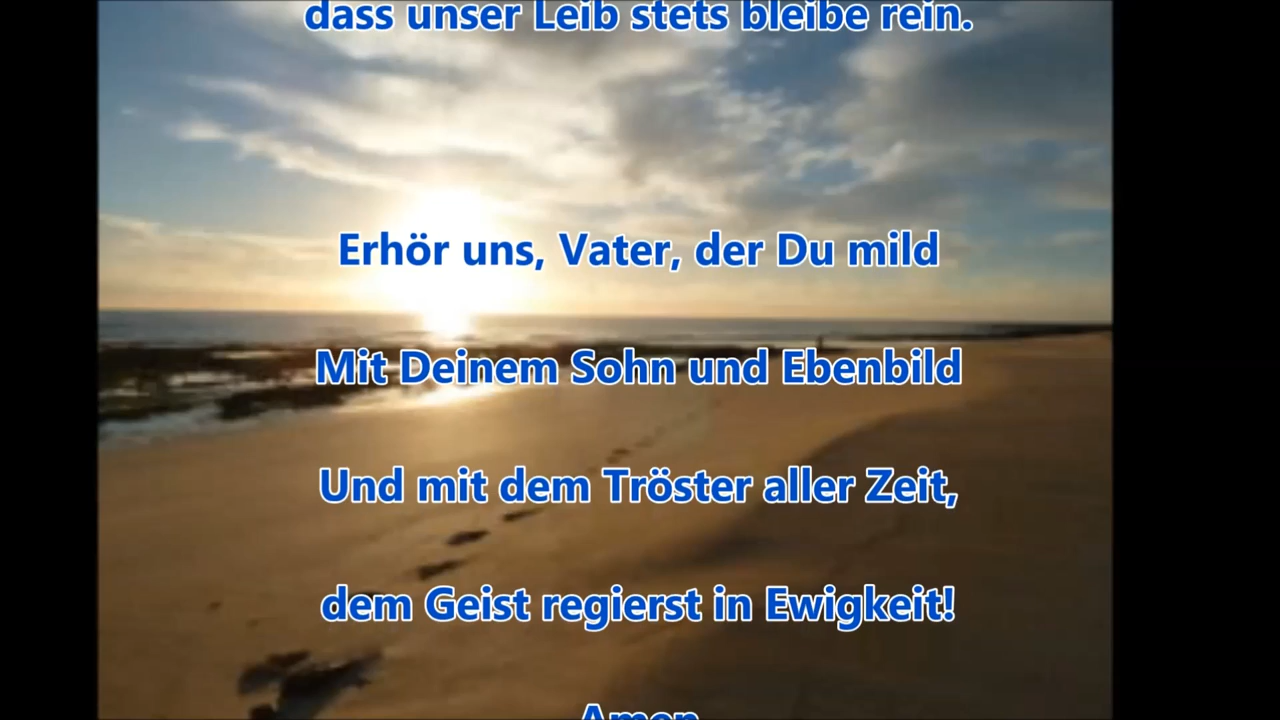 dass unser Leib stets bleibe rein.
Erhör uns, Vater, der Du mild
Mit Deinem Sohn und Ebenbild
Und mit dem Tröster aller Zeit,
dem Geist regierst in Ewigkeit!
Amen